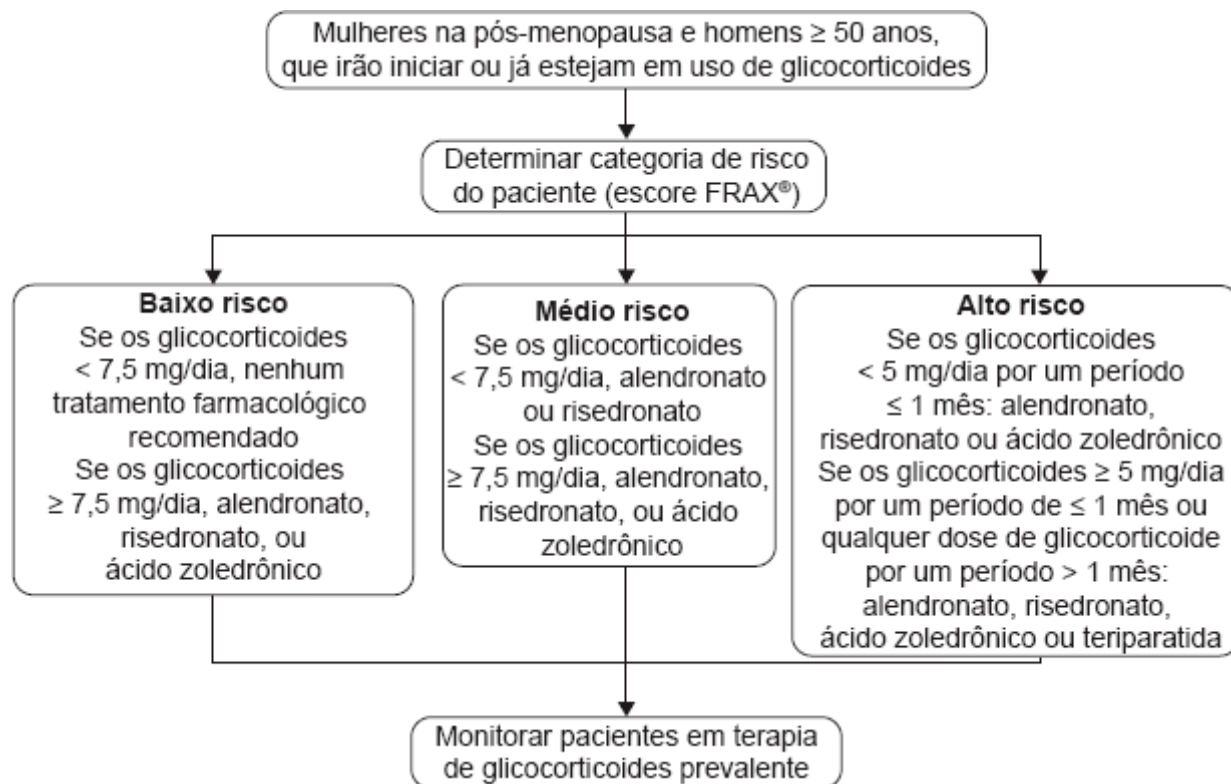 Mulheres na pós-menopausa e homens ≥ 50 anos,
que irão iniciar ou já estejam em uso de glicocorticoides
Determinar categoria de risco
do paciente (escore FRAX®)
Baixo risco
Se os glicocorticoides
< 7,5 mg/dia, nenhum
tratamento farmacológico
recomendado
Se os glicocorticoides
≥ 7,5 mg/dia, alendronato,
risedronato, ou
ácido zoledrônico
Médio risco
Se os glicocorticoides
< 7,5 mg/dia, alendronato
ou risedronato
Se os glicocorticoides
≥ 7,5 mg/dia, alendronato,
risedronato, ou ácido
zoledrônico
Alto risco
Se os glicocorticoides
< 5 mg/dia por um período
≤ 1 mês: alendronato,
risedronato ou ácido zoledrônico
Se os glicocorticoides ≥ 5 mg/dia
por um período de ≤ 1 mês ou
qualquer dose de glicocorticoide
por um período > 1 mês:
alendronato, risedronato,
ácido zoledrônico ou teriparatida
Monitorar pacientes em terapia
de glicocorticoides prevalente